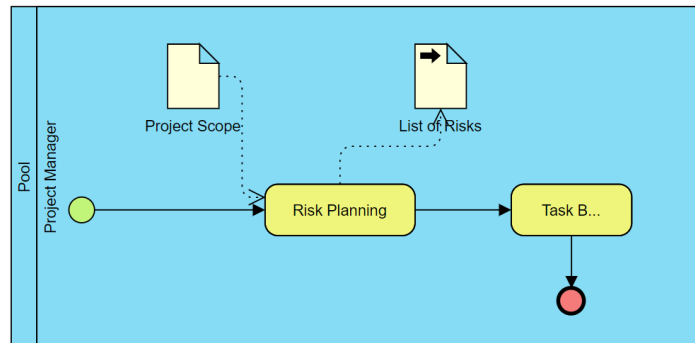 Pool
Project Manager
Project Scope
List of Risks
Risk Planning
Task B...